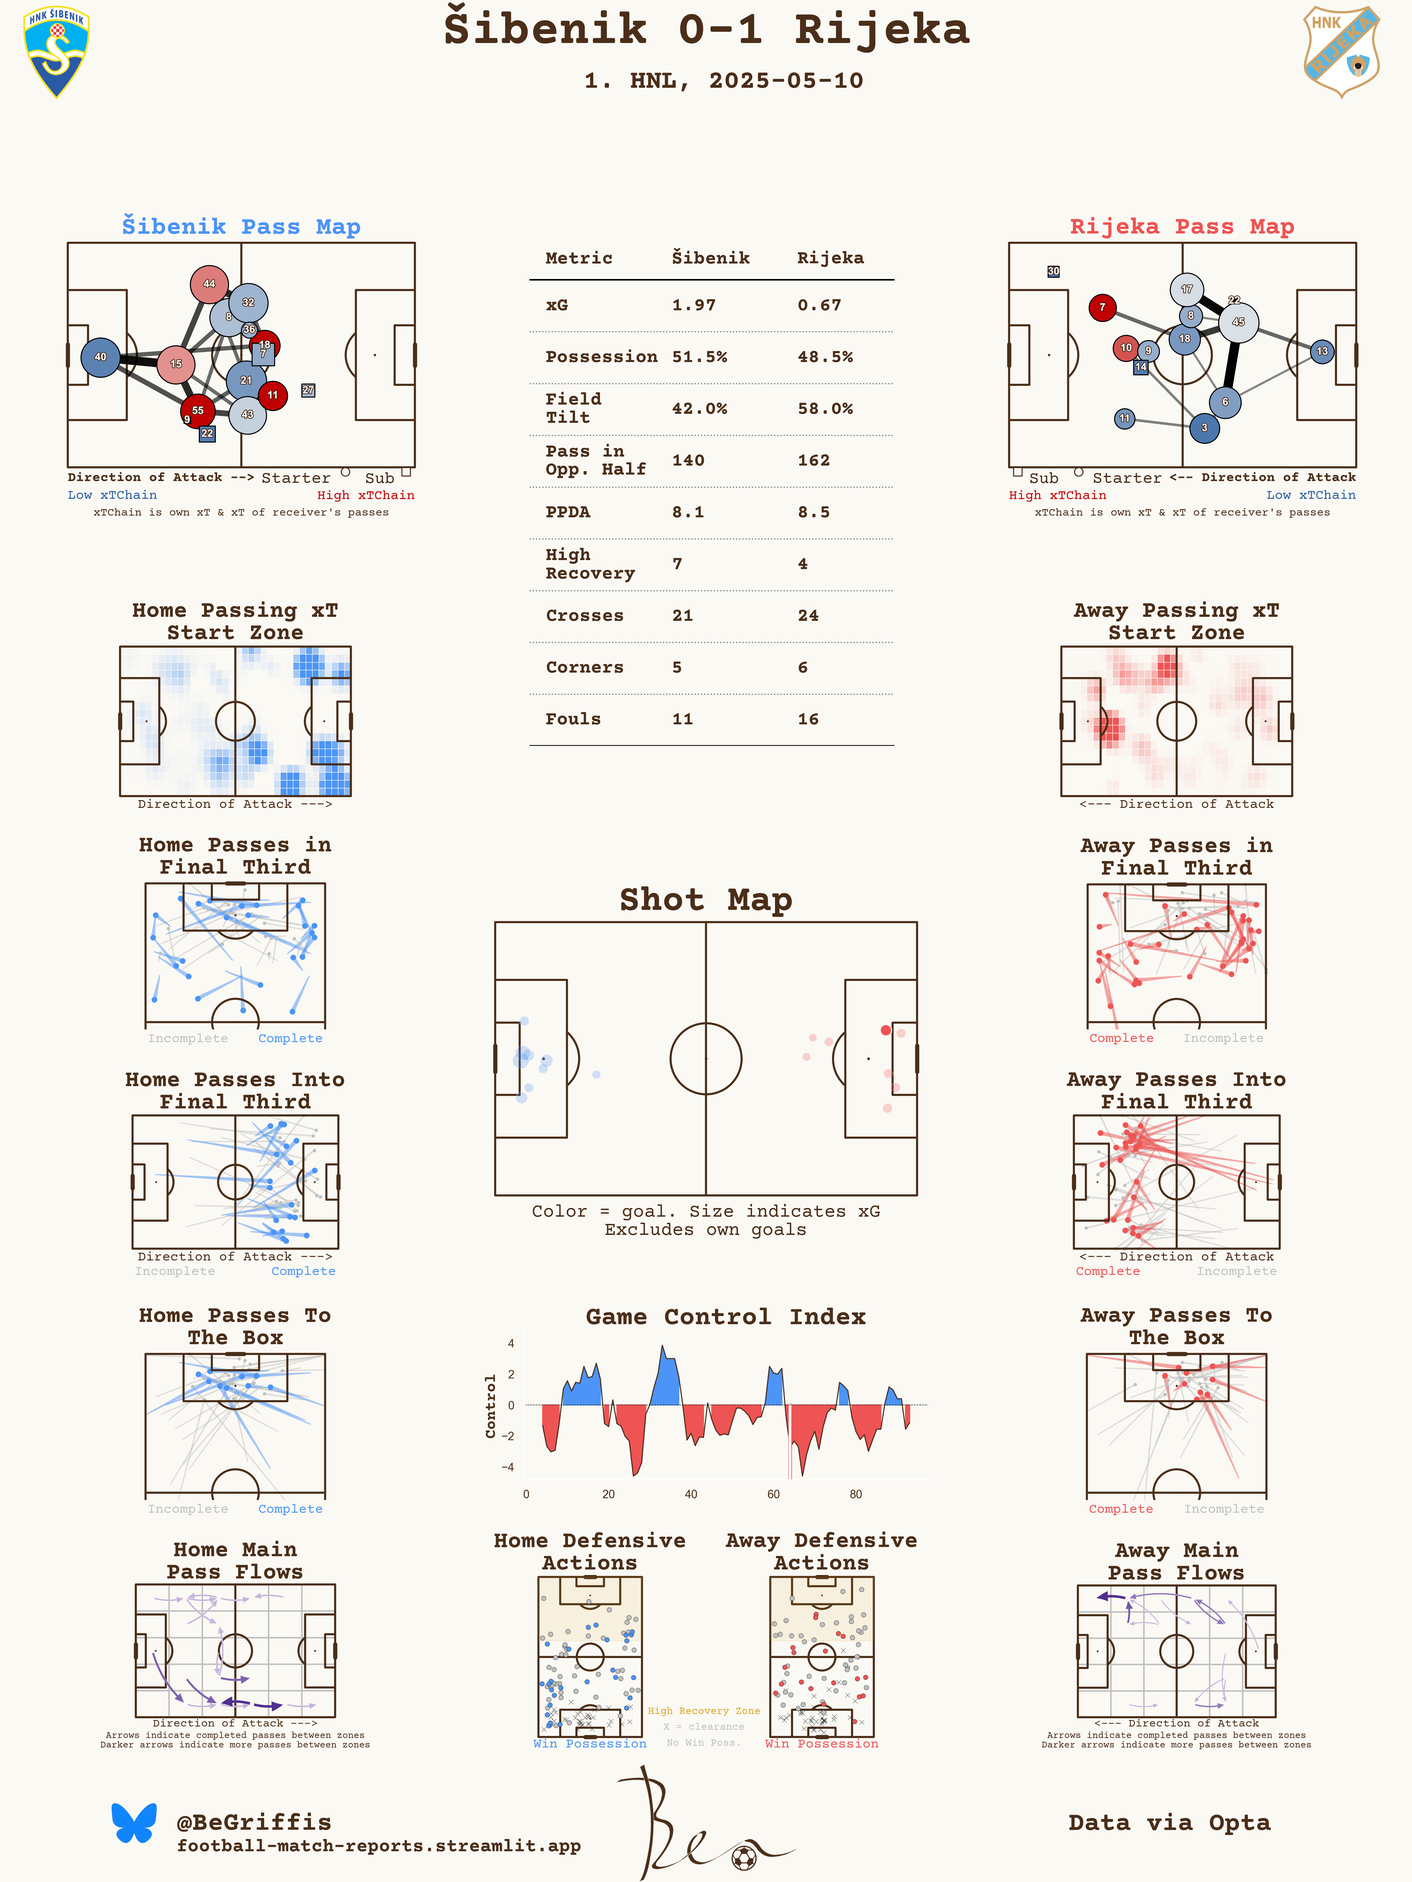 Šibenik 0-1 Rijeka
1. HNL, 2025-05-10
HNK ŠIBENIK
HNK
RIJEKA
Šibenik Pass Map
44
32
8
36
18
7
40
15
21
11
27
55
9
43
22
Direction of Attack --> Starter Sub
Low xTChain High xTChain
xTChain is own xT & xT of receiver's passes
Metric Šibenik Rijeka
xG 1.97 0.67
Possession 51.5% 48.5%
Field
Tilt 42.0% 58.0%
Pass in
Opp. Half 140 162
PPDA 8.1 8.5
High
Recovery 7 4
Crosses 21 24
Corners 5 6
Fouls 11 16
Rijeka Pass Map
30
17
22
7
8
45
18
10
9
13
14
6
11
3
Sub Starter <-- Direction of Attack
High xTChain Low xTChain
xTChain is own xT & xT of receiver's passes
Home Passing xT
Start Zone
Direction of Attack --->
Away Passing xT
Start Zone
<--- Direction of Attack
Home Passes in
Final Third
Incomplete Complete
Away Passes in
Final Third
Complete Incomplete
Shot Map
Color = goal. Size indicates xG
Excludes own goals
Home Passes Into
Final Third
Direction of Attack --->
Incomplete Complete
Away Passes Into
Final Third
<--- Direction of Attack
Complete Incomplete
Home Passes To
The Box
Incomplete Complete
Game Control Index
Control
4
2
0
−2
−4
0 20 40 60 80
Away Passes To
The Box
Complete Incomplete
Home Main
Pass Flows
Direction of Attack --->
Arrows indicate completed passes between zones
Darker arrows indicate more passes between zones
Home Defensive
Actions
Win Possession
High Recovery Zone
X = clearance
No Win Poss.
Away Defensive
Actions
Win Possession
Away Main
Pass Flows
<--- Direction of Attack
Arrows indicate completed passes between zones
Darker arrows indicate more passes between zones
@BeGriffis
football-match-reports.streamlit.app
Ben
Data via Opta